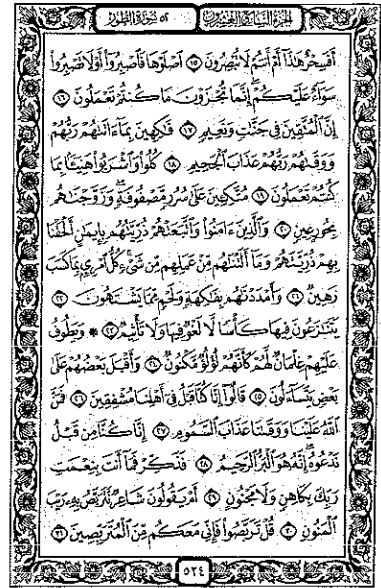 الجزء السابع والعشرون ٥٢ سورة الطور
أَفَسِحْرٌ هَٰذَآ أَمْ أَنتُمْ لَا تُبْصِرُونَ ١٥ ٱصْلَوْهَا فَٱصْبِرُوٓا۟ أَوْ لَا تَصْبِرُوا۟
سَوَآءٌ عَلَيْكُمْ ۖ إِنَّمَا تُجْزَوْنَ مَا كُنتُمْ تَعْمَلُونَ ١٦
إِنَّ ٱلْمُتَّقِينَ فِى جَنَّٰتٍ وَنَعِيمٍ ١٧ فَٰكِهِينَ بِمَآ ءَاتَىٰهُمْ رَبُّهُمْ
وَوَقَىٰهُمْ رَبُّهُمْ عَذَابَ ٱلْجَحِيمِ ١٨ كُلُوا۟ وَٱشْرَبُوا۟ هَنِيٓـًٔۢا بِمَا
كُنتُمْ تَعْمَلُونَ ١٩ مُتَّكِـِٔينَ عَلَىٰ سُرُرٍ مَّصْفُوفَةٍ ۖ وَزَوَّجْنَٰهُم
بِحُورٍ عِينٍ ٢٠ وَٱلَّذِينَ ءَامَنُوا۟ وَٱتَّبَعَتْهُمْ ذُرِّيَّتُهُم بِإِيمَٰنٍ أَلْحَقْنَا
بِهِمْ ذُرِّيَّتَهُمْ وَمَآ أَلَتْنَٰهُم مِّنْ عَمَلِهِم مِّن شَىْءٍ ۚ كُلُّ ٱمْرِئٍۭ بِمَا كَسَبَ
رَهِينٌ ٢١ وَأَمْدَدْنَٰهُم بِفَٰكِهَةٍ وَلَحْمٍ مِّمَّا يَشْتَهُونَ ٢٢
يَتَنَٰزَعُونَ فِيهَا كَأْسًا لَّا لَغْوٌ فِيهَا وَلَا تَأْثِيمٌ ٢٣ ۞ وَيَطُوفُ
عَلَيْهِمْ غِلْمَانٌ لَّهُمْ كَأَنَّهُمْ لُؤْلُؤٌ مَّكْنُونٌ ٢٤ وَأَقْبَلَ بَعْضُهُمْ عَلَىٰ
بَعْضٍ يَتَسَآءَلُونَ ٢٥ قَالُوٓا۟ إِنَّا كُنَّا قَبْلُ فِىٓ أَهْلِنَا مُشْفِقِينَ ٢٦ فَمَنَّ
ٱللَّهُ عَلَيْنَا وَوَقَىٰنَا عَذَابَ ٱلسَّمُومِ ٢٧ إِنَّا كُنَّا مِن قَبْلُ
نَدْعُوهُ ۖ إِنَّهُۥ هُوَ ٱلْبَرُّ ٱلرَّحِيمُ ٢٨ فَذَكِّرْ فَمَآ أَنتَ بِنِعْمَتِ
رَبِّكَ بِكَاهِنٍ وَلَا مَجْنُونٍ ٢٩ أَمْ يَقُولُونَ شَاعِرٌ نَّتَرَبَّصُ بِهِۦ رَيْبَ
ٱلْمَنُونِ ٣٠ قُلْ تَرَبَّصُوا۟ فَإِنِّى مَعَكُم مِّنَ ٱلْمُتَرَبِّصِينَ ٣١
٥٢٤